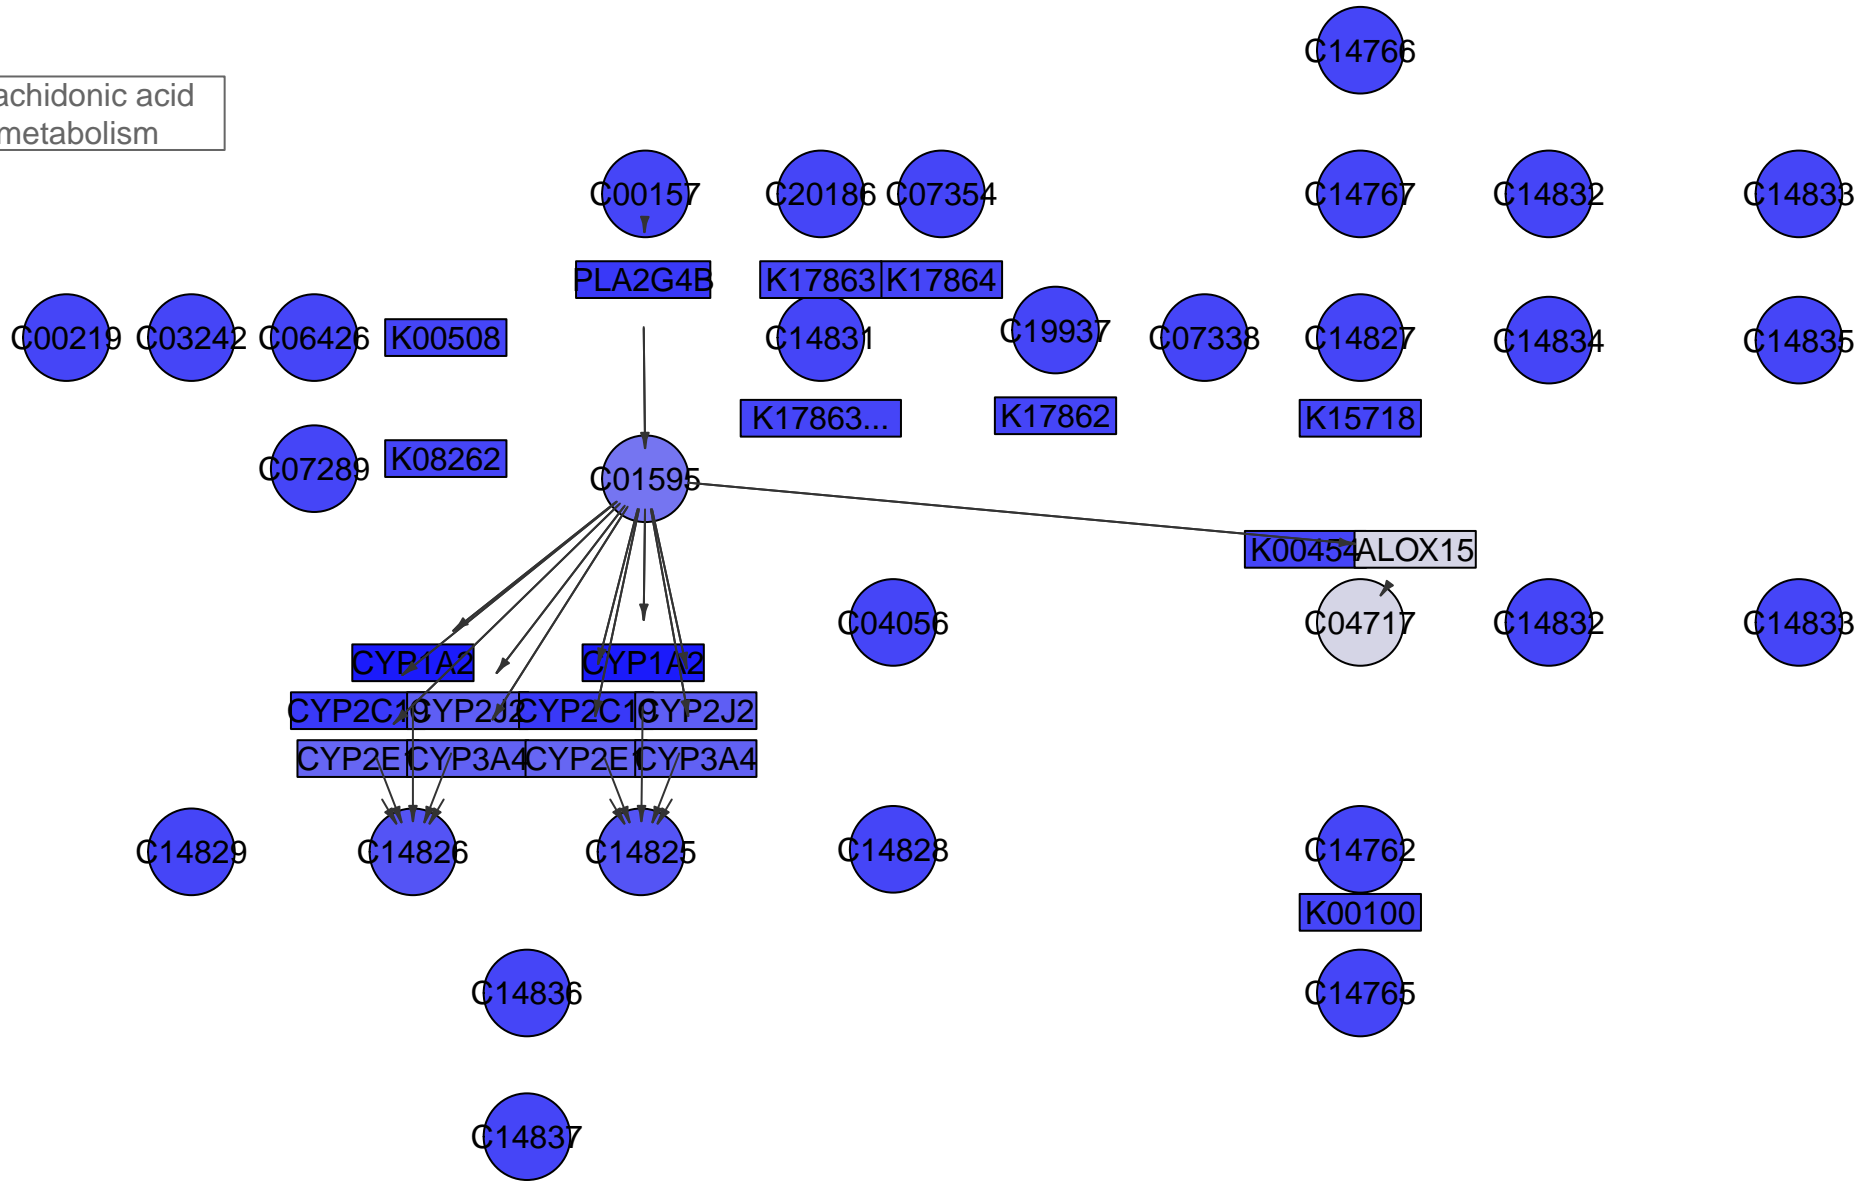 C14766
achidonic acid
metabolism
C00157
C20186
C07354
C14767
C14832
C14833
PLA2G4B
K17863
K17864
C00219
C03242
C06426
K00508
C14831
C19937
C07338
C14827
C14834
C14835
K17863...
K17862
K15718
C07289
K08262
C01595
K00454
ALOX15
C04056
C04717
C14832
C14833
CYP1A2
CYP1A2
CYP2C19
CYP2J2
CYP2C19
CYP2J2
CYP2E1
CYP3A4
CYP2E1
CYP3A4
C14829
C14826
C14825
C14828
C14762
K00100
C14836
C14765
C14837